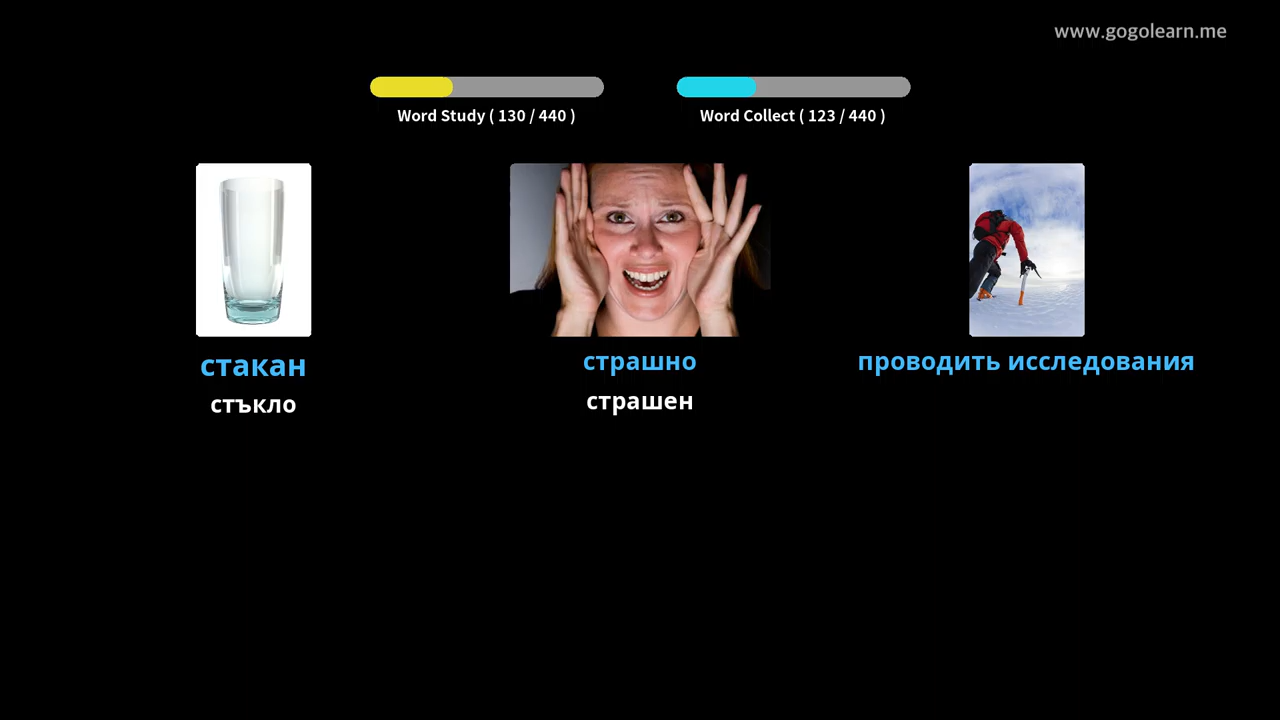 www.gogolearn.me
Word Study ( 130 / 440 )
Word Collect ( 123 / 440 )
стакан
стъкло
страшно
страшен
проводить исследования